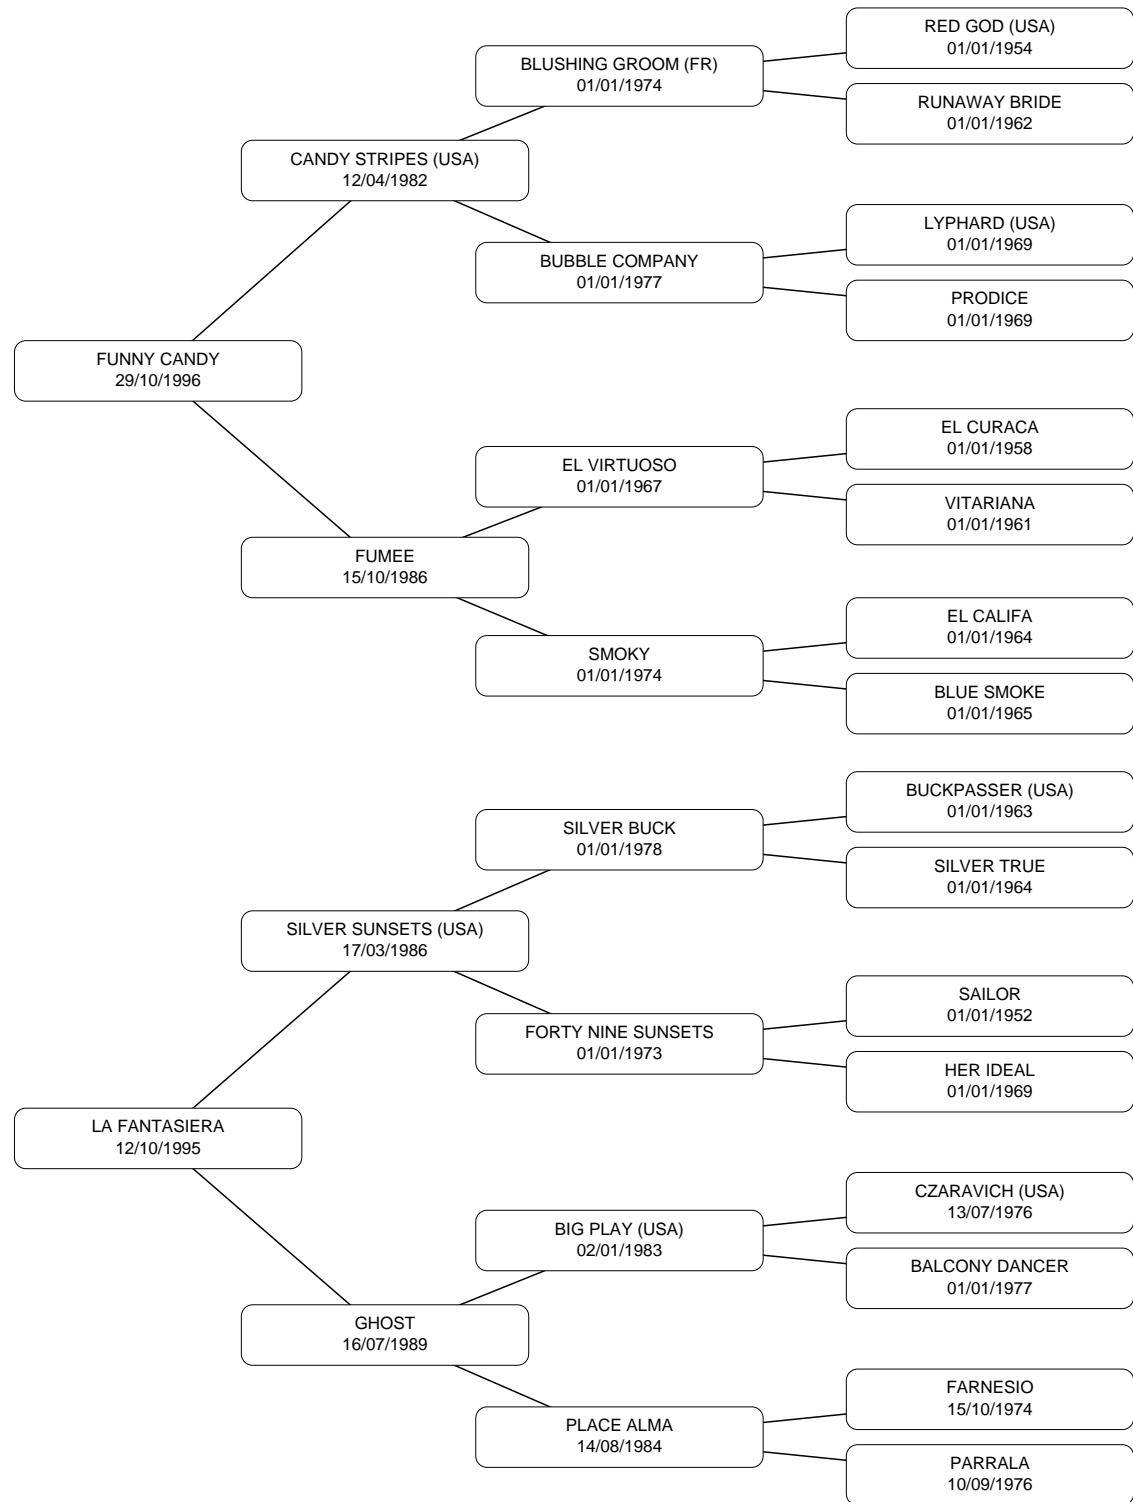 RED GOD (USA)
01/01/1954
BLUSHING GROOM (FR)
01/01/1974
RUNAWAY BRIDE
01/01/1962
CANDY STRIPES (USA)
12/04/1982
LYPHARD (USA)
01/01/1969
BUBBLE COMPANY
01/01/1977
PRODICE
01/01/1969
FUNNY CANDY
29/10/1996
EL CURACA
01/01/1958
EL VIRTUOSO
01/01/1967
VITARIANA
01/01/1961
FUMEE
15/10/1986
EL CALIFA
01/01/1964
SMOKY
01/01/1974
BLUE SMOKE
01/01/1965
BUCKPASSER (USA)
01/01/1963
SILVER BUCK
01/01/1978
SILVER TRUE
01/01/1964
SILVER SUNSETS (USA)
17/03/1986
SAILOR
01/01/1952
FORTY NINE SUNSETS
01/01/1973
HER IDEAL
01/01/1969
LA FANTASIERA
12/10/1995
CZARAVICH (USA)
13/07/1976
BIG PLAY (USA)
02/01/1983
BALCONY DANCER
01/01/1977
GHOST
16/07/1989
FARNESIO
15/10/1974
PLACE ALMA
14/08/1984
PARRALA
10/09/1976